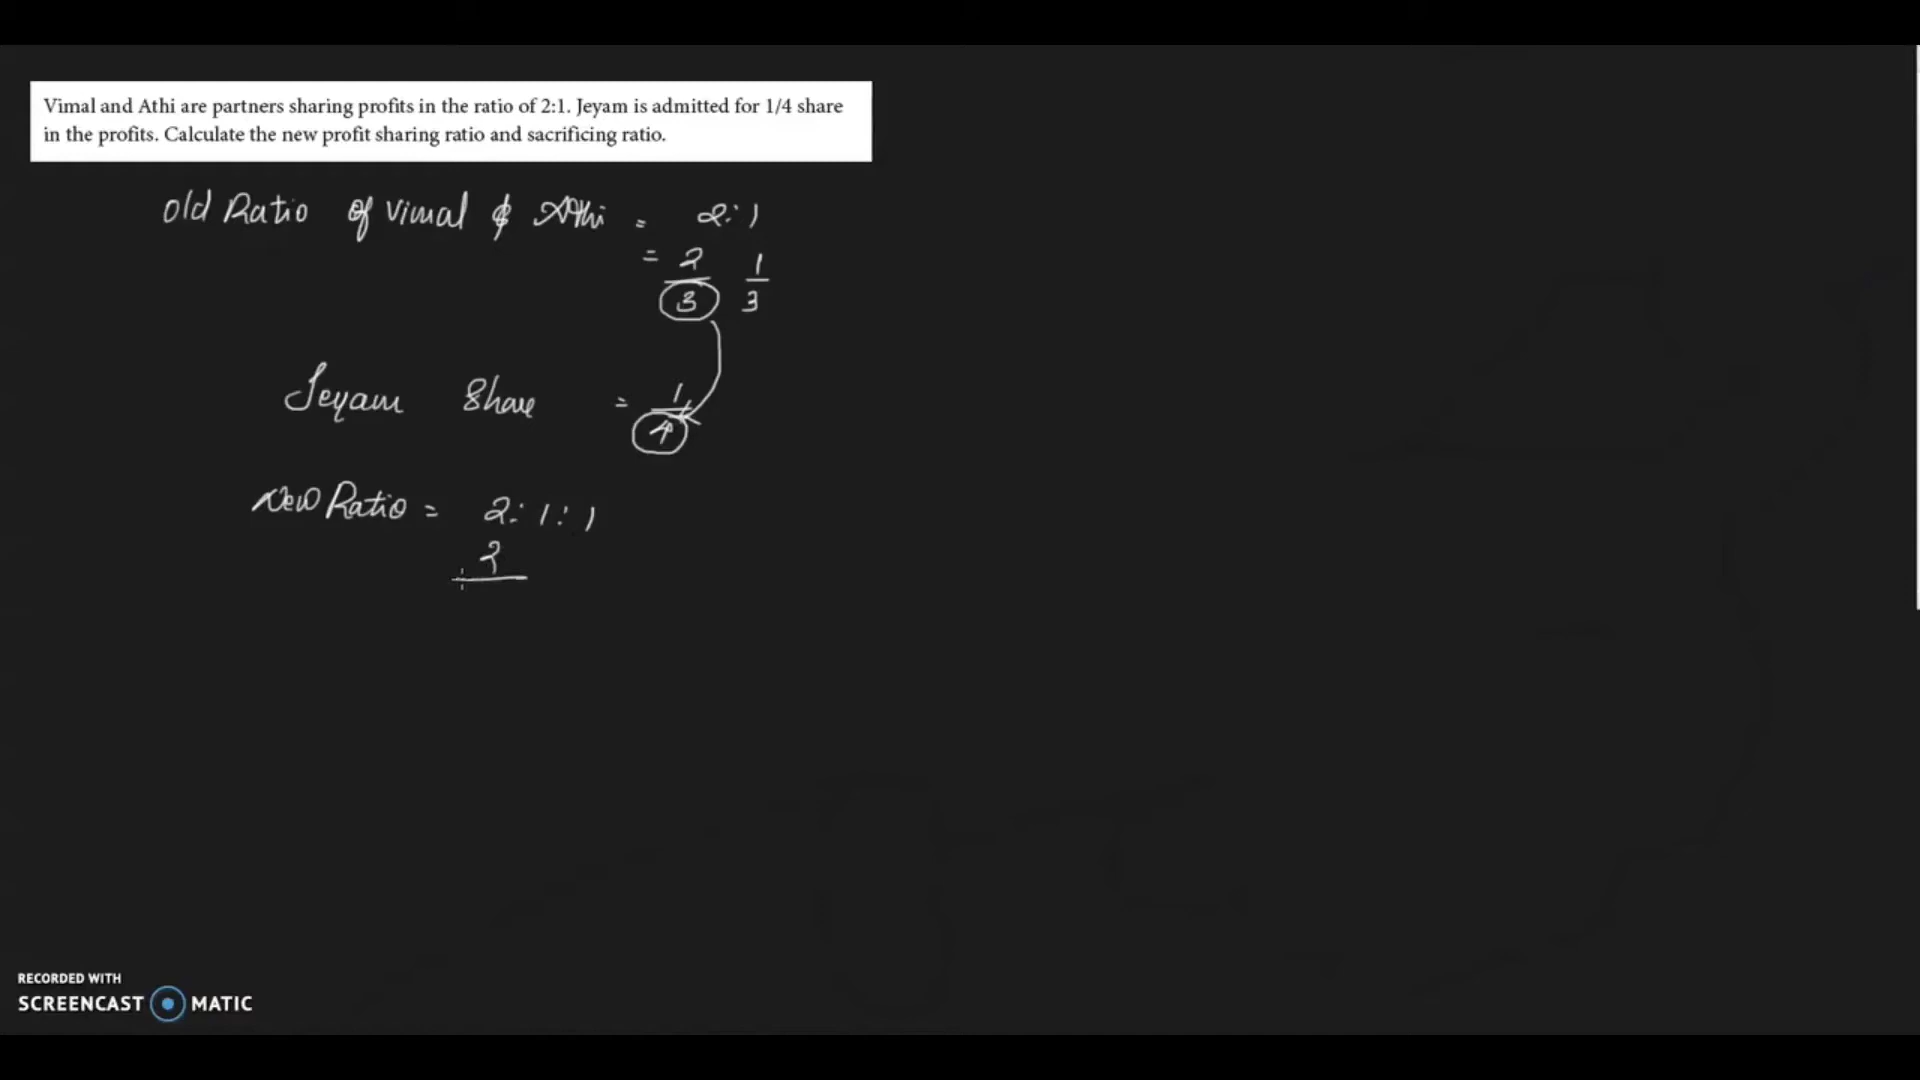 Vimal and Athi are partners sharing profits in the ratio of 2:1. Jeyam is admitted for 1/4 share
in the profits. Calculate the new profit sharing ratio and sacrificing ratio.
Old Ratio of Vimal & Athi = 2:1
= 2/3 1/3
Jeyam Share = 1/4
New Ratio = 2:1:1
2
RECORDED WITH
SCREENCAST MATIC